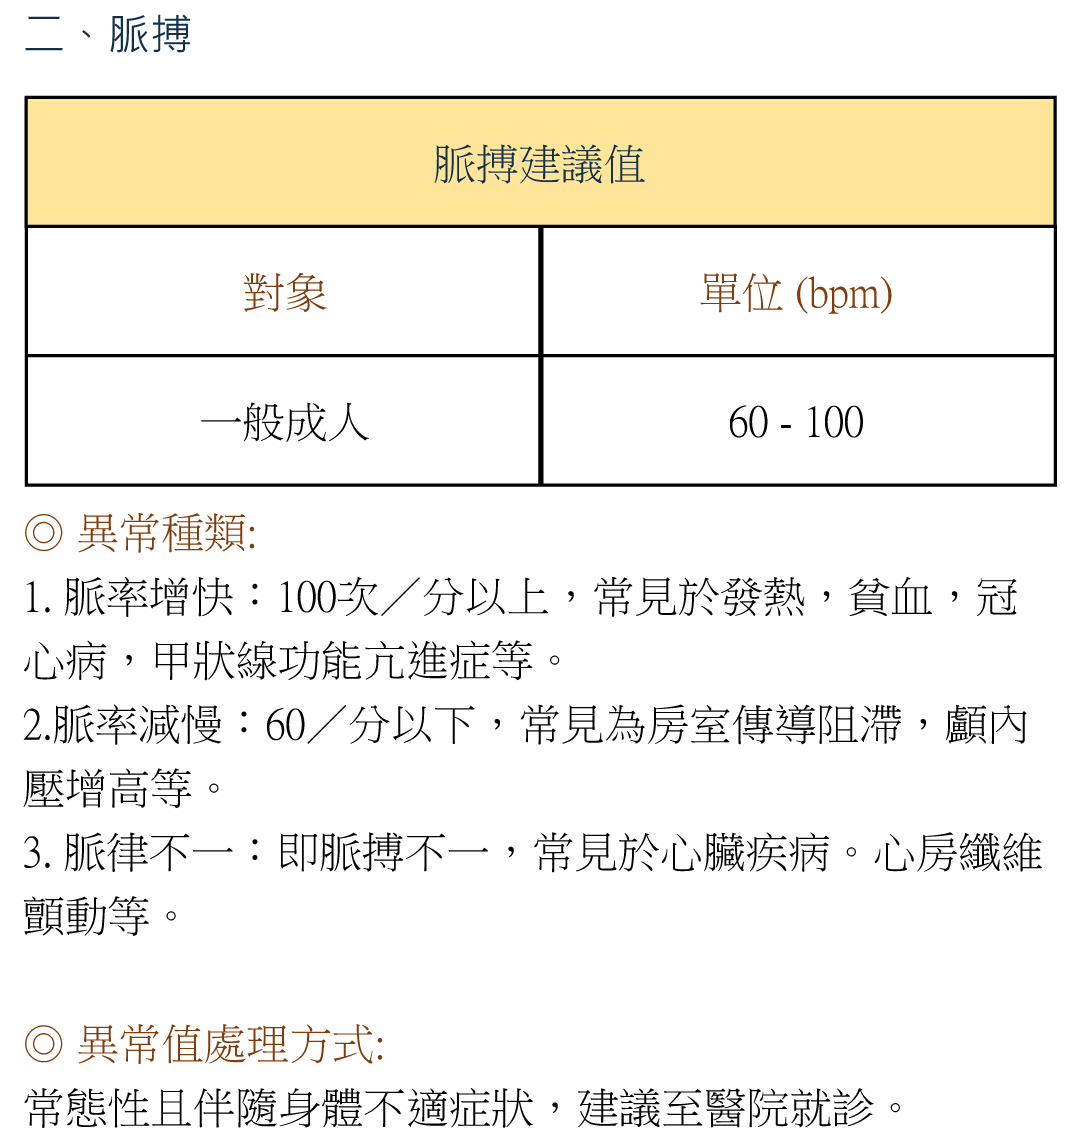 二、脈搏
脈搏建議值
對象
單位 (bpm)
一般成人
60 - 100
◎ 異常種類:
1. 脈率增快：100次／分以上，常見於發熱，貧血，冠
心病，甲狀線功能亢進症等。
2.脈率減慢：60／分以下，常見為房室傳導阻滯，顱內
壓增高等。
3. 脈律不一：即脈搏不一，常見於心臟疾病。心房纖維
顫動等。
◎ 異常值處理方式:
常態性且伴隨身體不適症狀，建議至醫院就診。